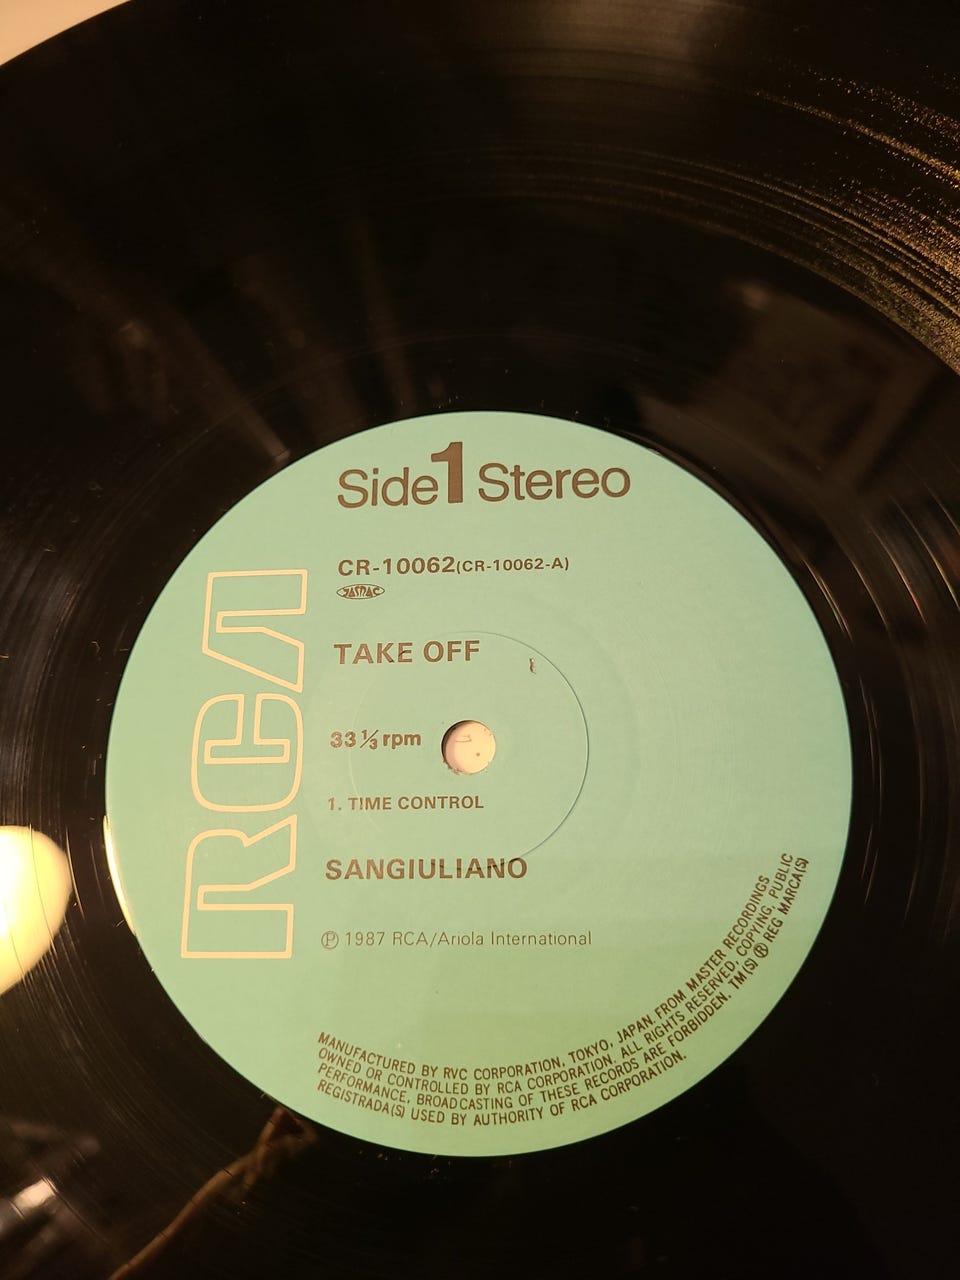 Side 1 Stereo
CR-10062(CR-10062-A)
JASRAC
TAKE OFF
33 1/3 rpm
1. TIME CONTROL
SANGIULIANO
Ⓟ 1987 RCA/Ariola International
RCA
MANUFACTURED BY RVC CORPORATION, TOKYO, JAPAN. FROM MASTER RECORDINGS
OWNED OR CONTROLLED BY RCA CORPORATION. ALL RIGHTS RESERVED, COPYING, PUBLIC
PERFORMANCE, BROADCASTING OF THESE RECORDS ARE FORBIDDEN. TM(S) ® REG MARCA(S)
REGISTRADA(S) USED BY AUTHORITY OF RCA CORPORATION.